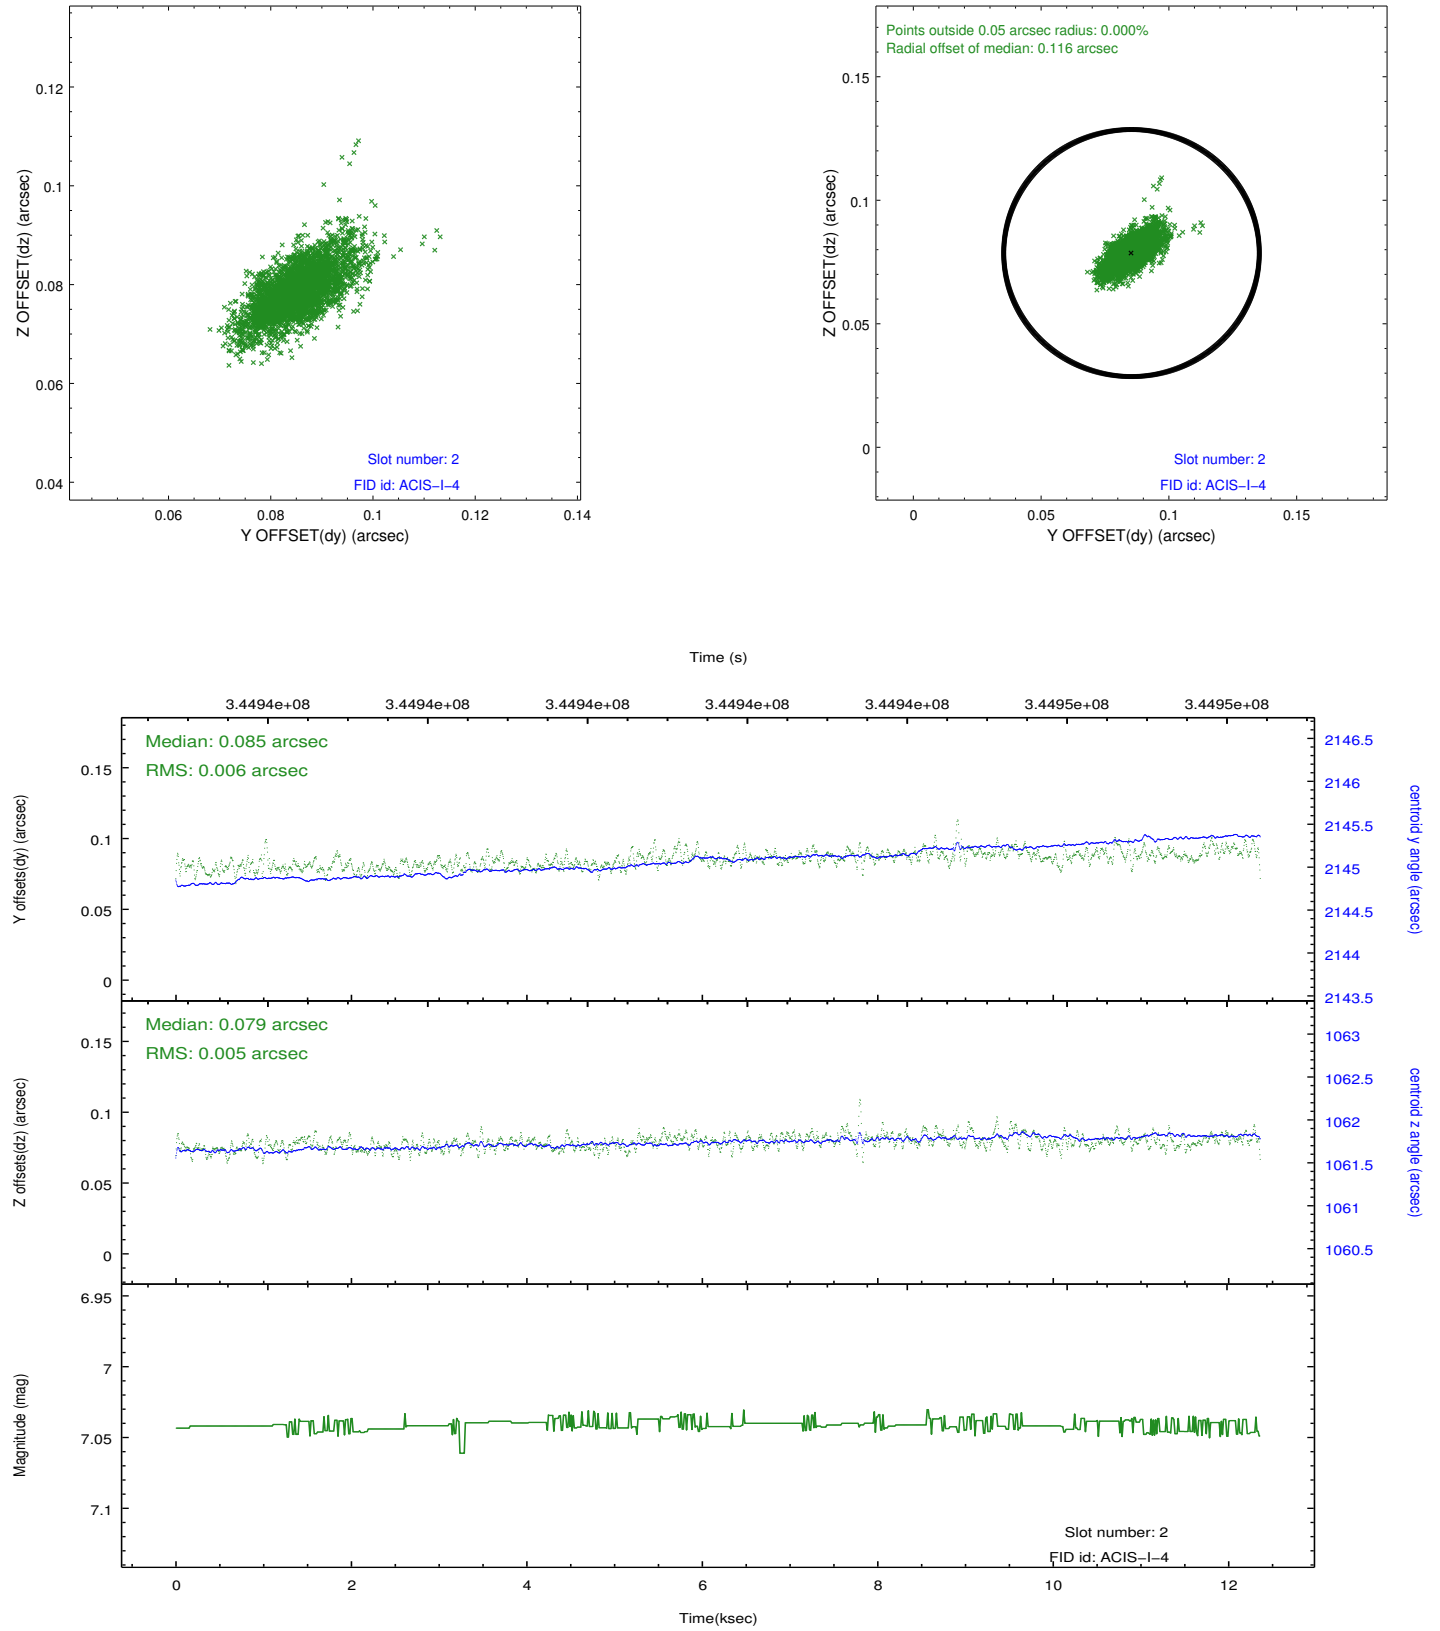 0.12
0.1
0.08
0.06
0.04
Z OFFSET(dz) (arcsec)
Slot number: 2
FID id: ACIS−I−4
0.06 0.08 0.1 0.12 0.14
Y OFFSET(dy) (arcsec)
Points outside 0.05 arcsec radius: 0.000%
Radial offset of median: 0.116 arcsec
0.15
0.1
0.05
0
Z OFFSET(dz) (arcsec)
Slot number: 2
FID id: ACIS−I−4
0 0.05 0.1 0.15
Y OFFSET(dy) (arcsec)
Time (s)
3.4494e+08 3.4494e+08 3.4494e+08 3.4494e+08 3.4494e+08 3.4495e+08 3.4495e+08
Median: 0.085 arcsec
RMS: 0.006 arcsec
0.15
0.1
0.05
0
Y offsets(dy) (arcsec)
2146.5
2146
2145.5
2145
2144.5
2144
2143.5
centroid y angle (arcsec)
Median: 0.079 arcsec
RMS: 0.005 arcsec
0.15
0.1
0.05
0
Z offsets(dz) (arcsec)
1063
1062.5
1062
1061.5
1061
1060.5
centroid z angle (arcsec)
6.95
7
7.05
7.1
Magnitude (mag)
Slot number: 2
FID id: ACIS−I−4
0 2 4 6 8 10 12
Time(ksec)